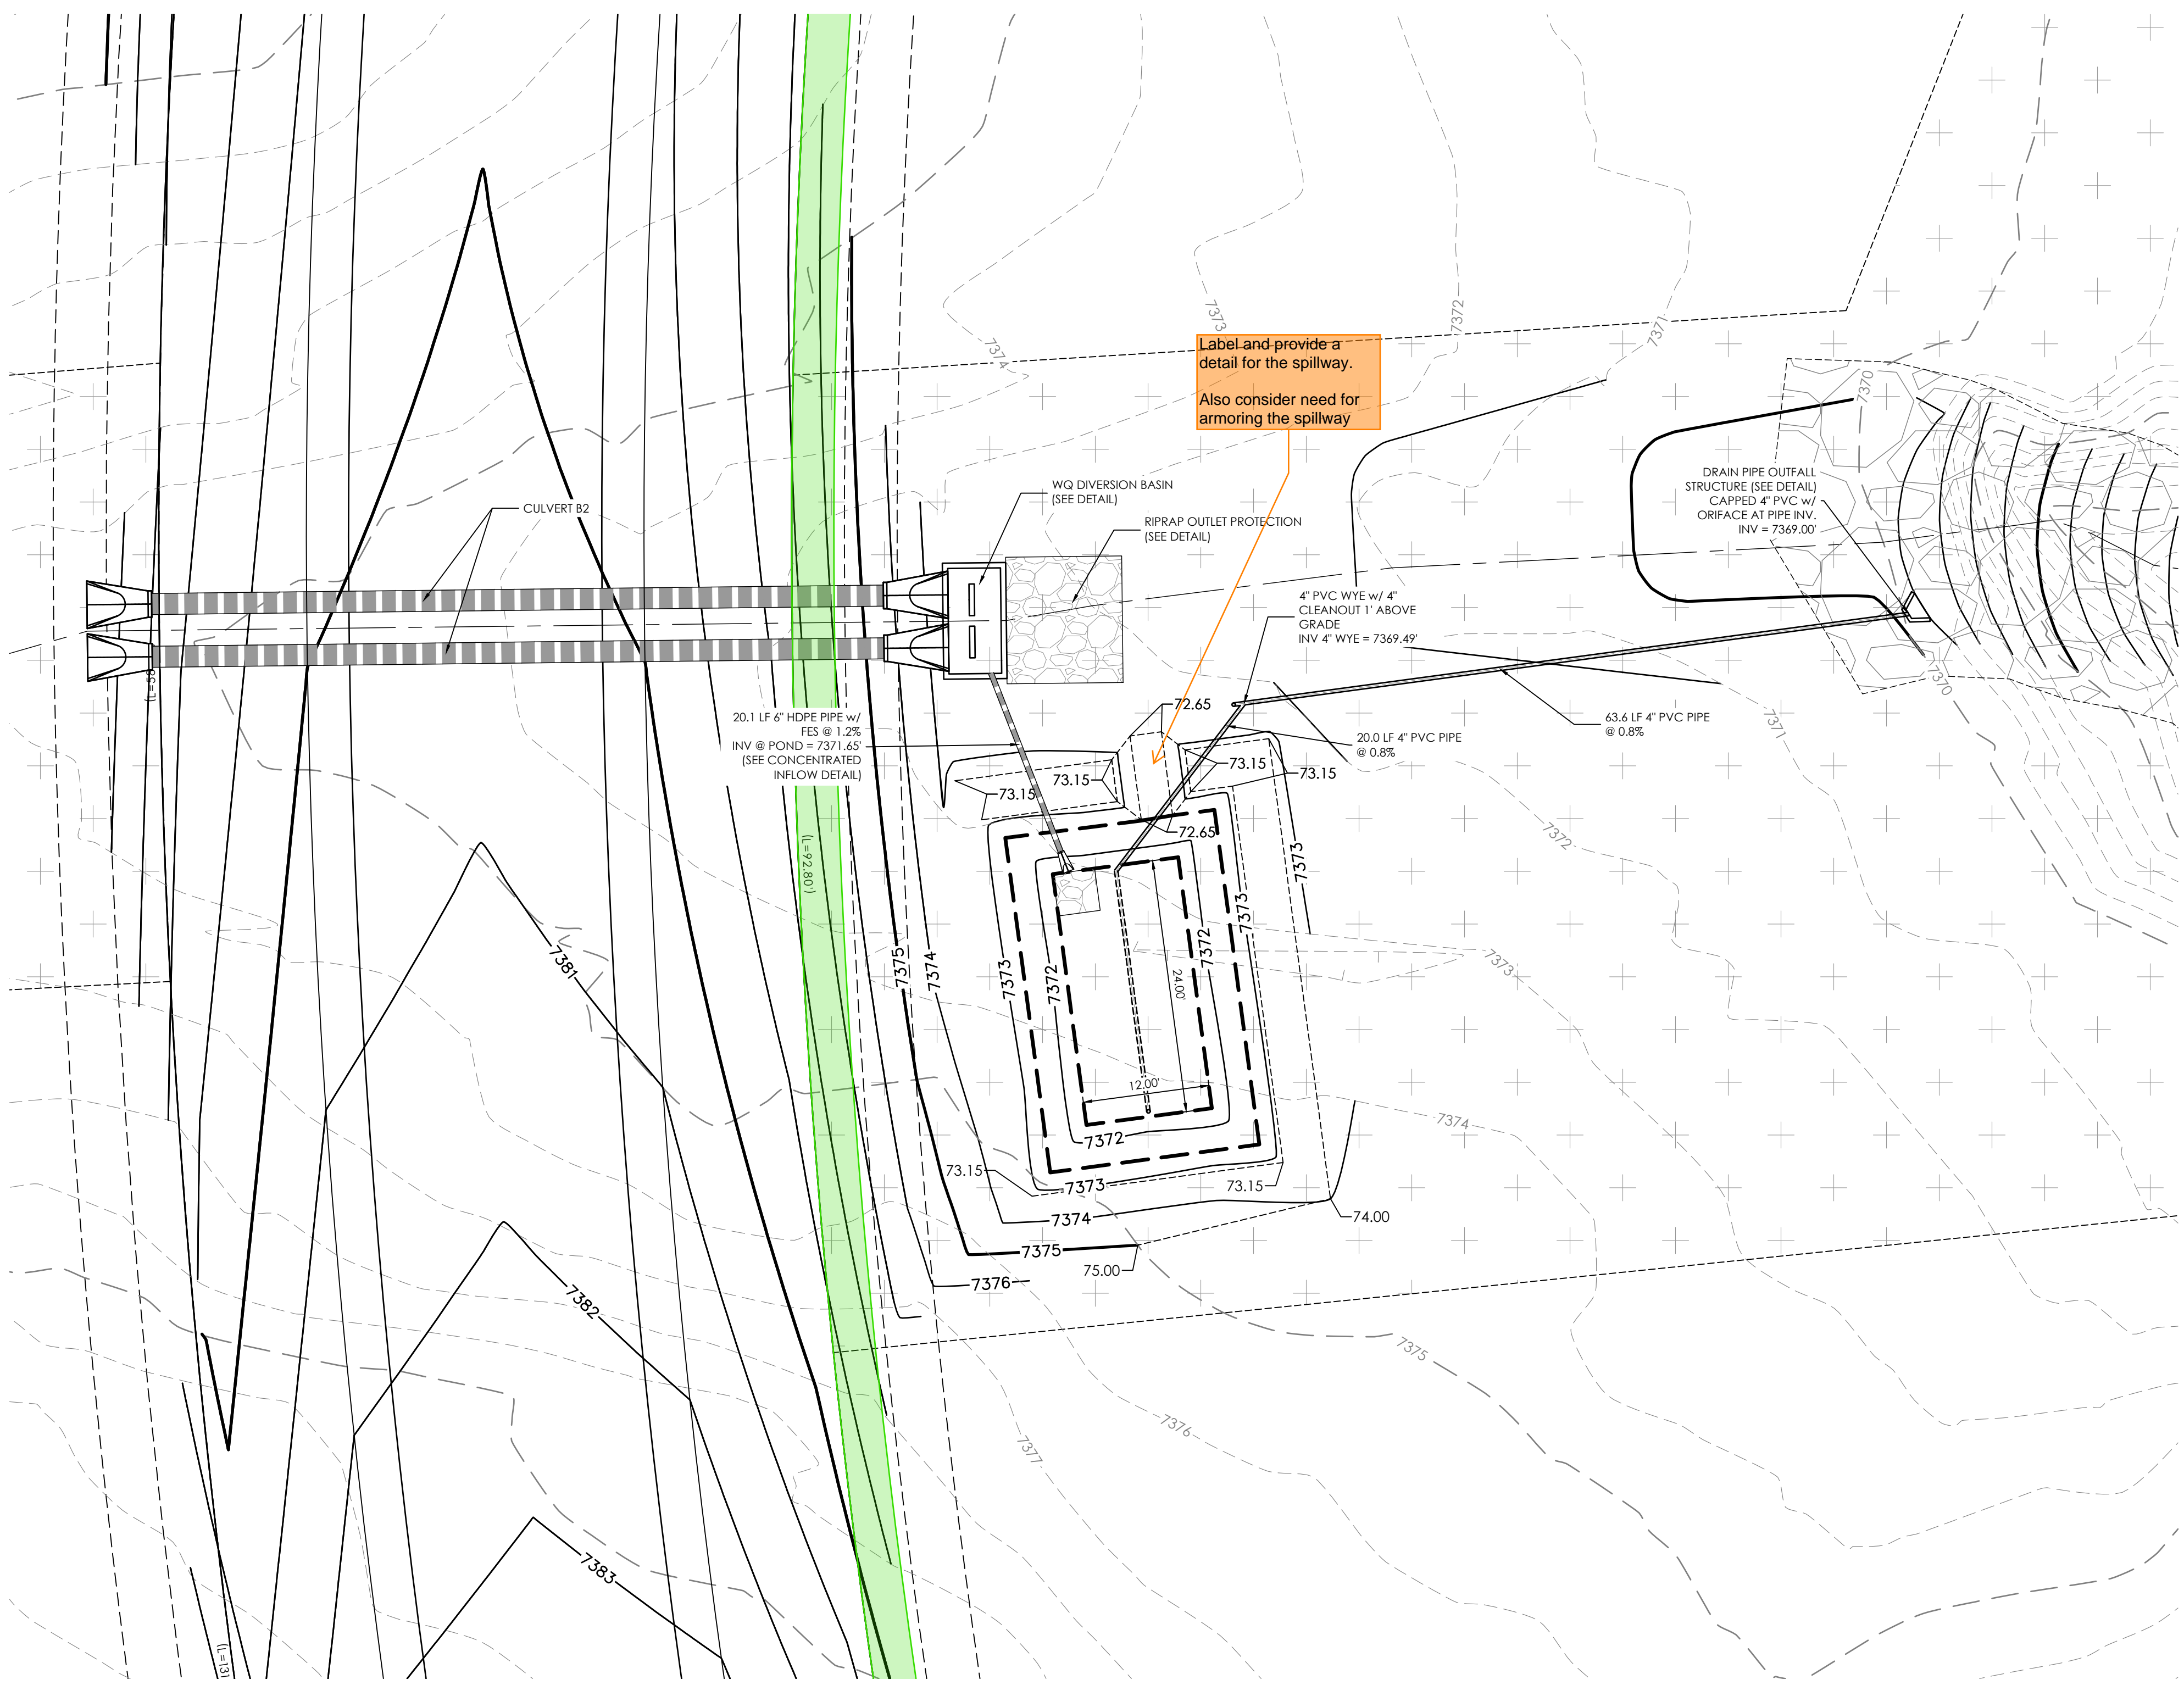 7373
7372
7371
7374
Label and provide a
detail for the spillway.
Also consider need for
armoring the spillway
7370
DRAIN PIPE OUTFALL
STRUCTURE (SEE DETAIL)
CAPPED 4" PVC w/
ORIFACE AT PIPE INV.
INV = 7369.00'
WQ DIVERSION BASIN
(SEE DETAIL)
CULVERT B2
RIPRAP OUTLET PROTECTION
(SEE DETAIL)
4" PVC WYE w/ 4"
CLEANOUT 1' ABOVE
GRADE
INV 4" WYE = 7369.49'
(L=58
7370
72.65
20.1 LF 6" HDPE PIPE w/
FES @ 1.2%
INV @ POND = 7371.65'
(SEE CONCENTRATED
INFLOW DETAIL)
63.6 LF 4" PVC PIPE
@ 0.8%
7371
20.0 LF 4" PVC PIPE
@ 0.8%
73.15
73.15
73.15
73.15
72.65
7372
(L=92.80')
7373
7373
7372
7381
7375
7374
7373
7372
24.00'
7373
12.00'
7374
7372
73.15
7373
73.15
7374
74.00
7375
75.00
7376
7382
7375
7376
7377
7383
(L=131